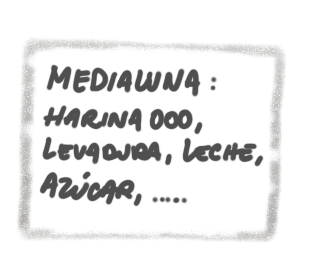 MEDIALUNA:
HARINA 000,
LEVADURA, LECHE,
AZÚCAR, .....